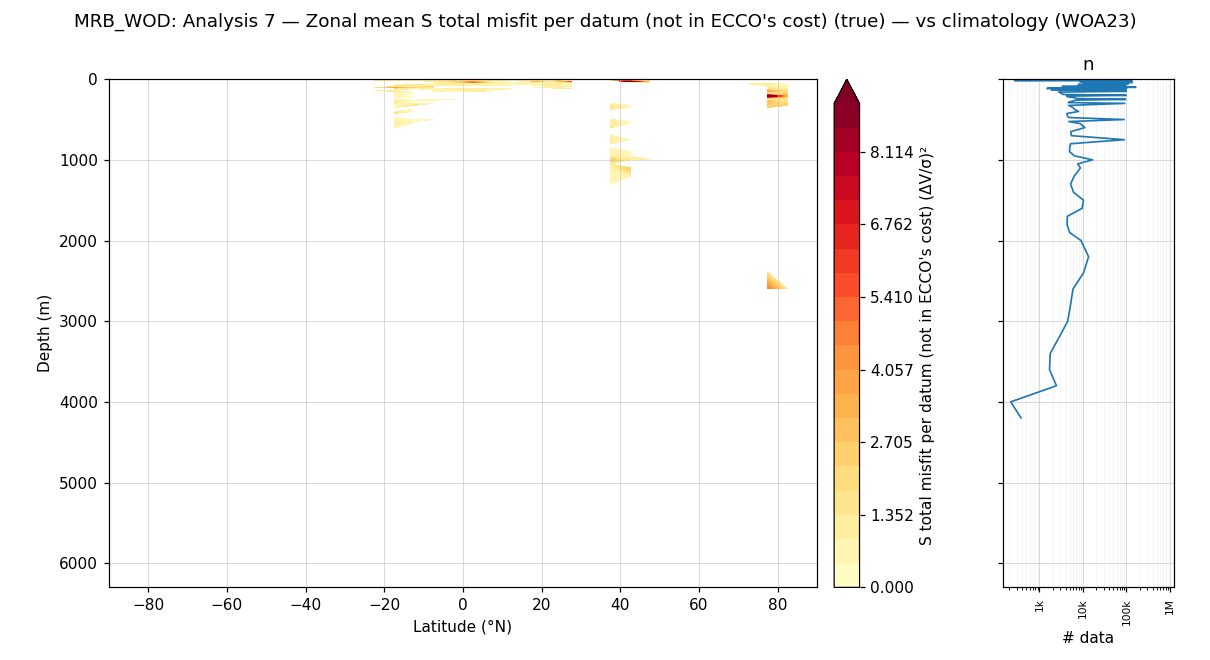 MRB_WOD: Analysis 7 — Zonal mean S total misfit per datum (not in ECCO's cost) (true) — vs climatology (WOA23)
n
0
1000
2000
3000
4000
5000
6000
Depth (m)
−80
−60
−40
−20
0
20
40
60
80
Latitude (°N)
8.114
6.762
5.410
4.057
2.705
1.352
0.000
S total misfit per datum (not in ECCO's cost) (ΔV/σ)²
1k
10k
100k
1M
# data